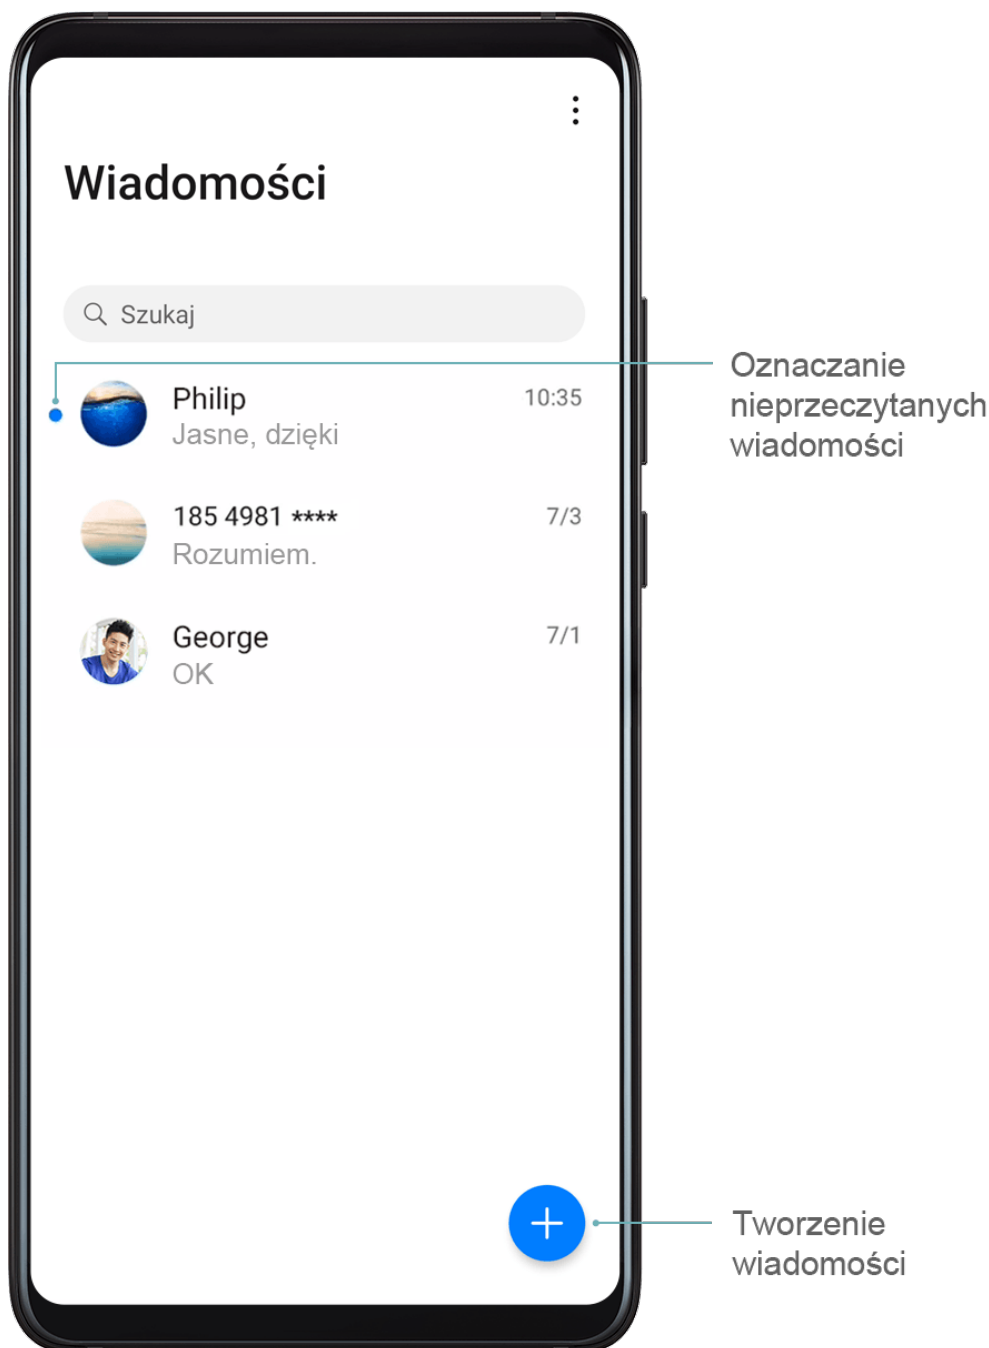 Wiadomości
Szukaj
Philip 10:35
Jasne, dzięki
185 4981 **** 7/3
Rozumiem.
George 7/1
OK
Oznaczanie
nieprzeczytanych
wiadomości
Tworzenie
wiadomości